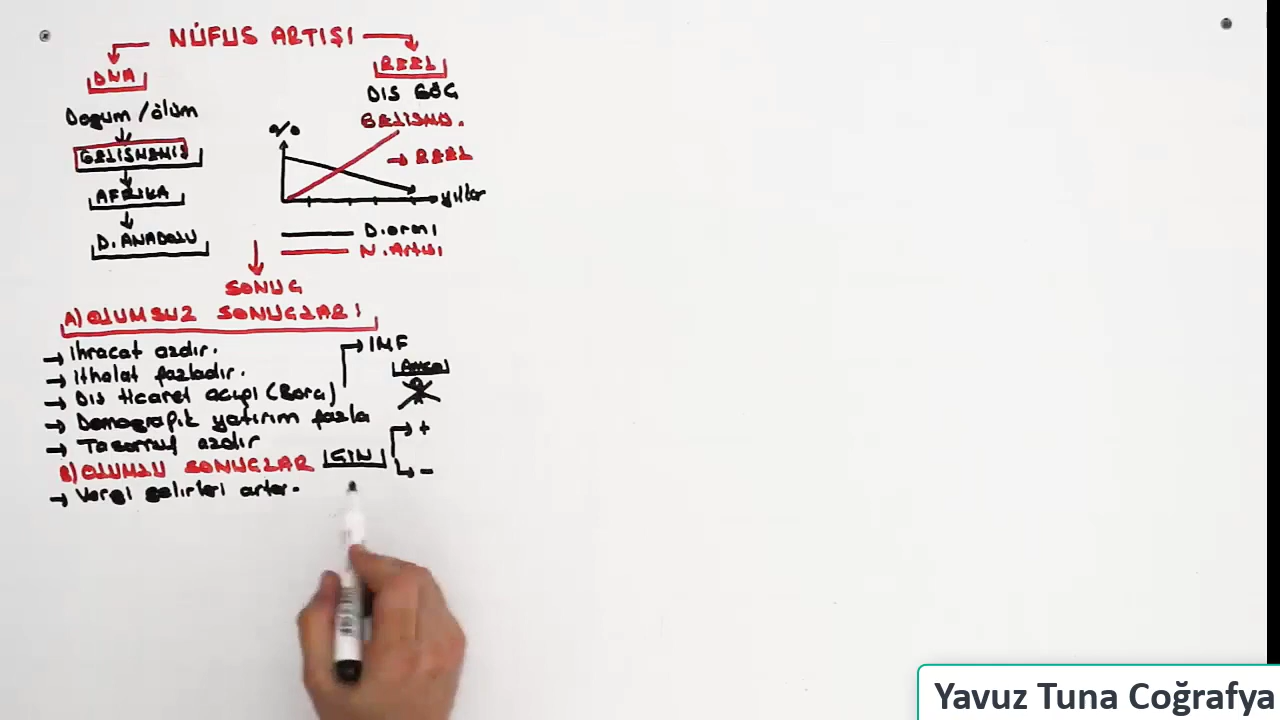 NÜFUS ARTIŞI
DNA
Doğum / ölüm
GELİŞMEMİŞ
AFRİKA
D. ANADOLU
REEL
DIŞ GÖÇ
GELİŞMİŞ.
%
→ REEL
yıllar
D.oranı
N. Artışı
SONUÇ
A) OLUMSUZ SONUÇLARI
→ İhracat azdır.
→ İthalat fazladır.
→ Dış ticaret açığı (Borç)
→ IMF
→ Demografik yatırım fazla
→ Tasarruf azdır
B) OLUMLU SONUÇLAR
ÇİN
+
-
→ Vergi gelirleri artar.
Yavuz Tuna Coğrafya